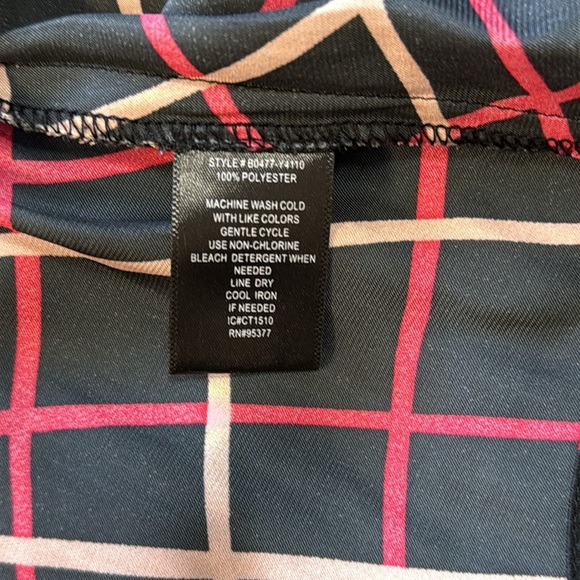 STYLE # B0477-Y4110
100% POLYESTER
MACHINE WASH COLD
WITH LIKE COLORS
GENTLE CYCLE
USE NON-CHLORINE
BLEACH DETERGENT WHEN
NEEDED
LINE DRY
COOL IRON
IF NEEDED
IC#CT1510
RN#95377